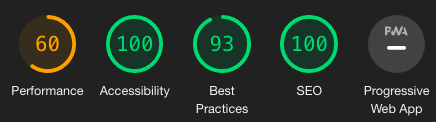 60
100
93
100
PWA
Performance
Accessibility
Best
Practices
SEO
Progressive
Web App